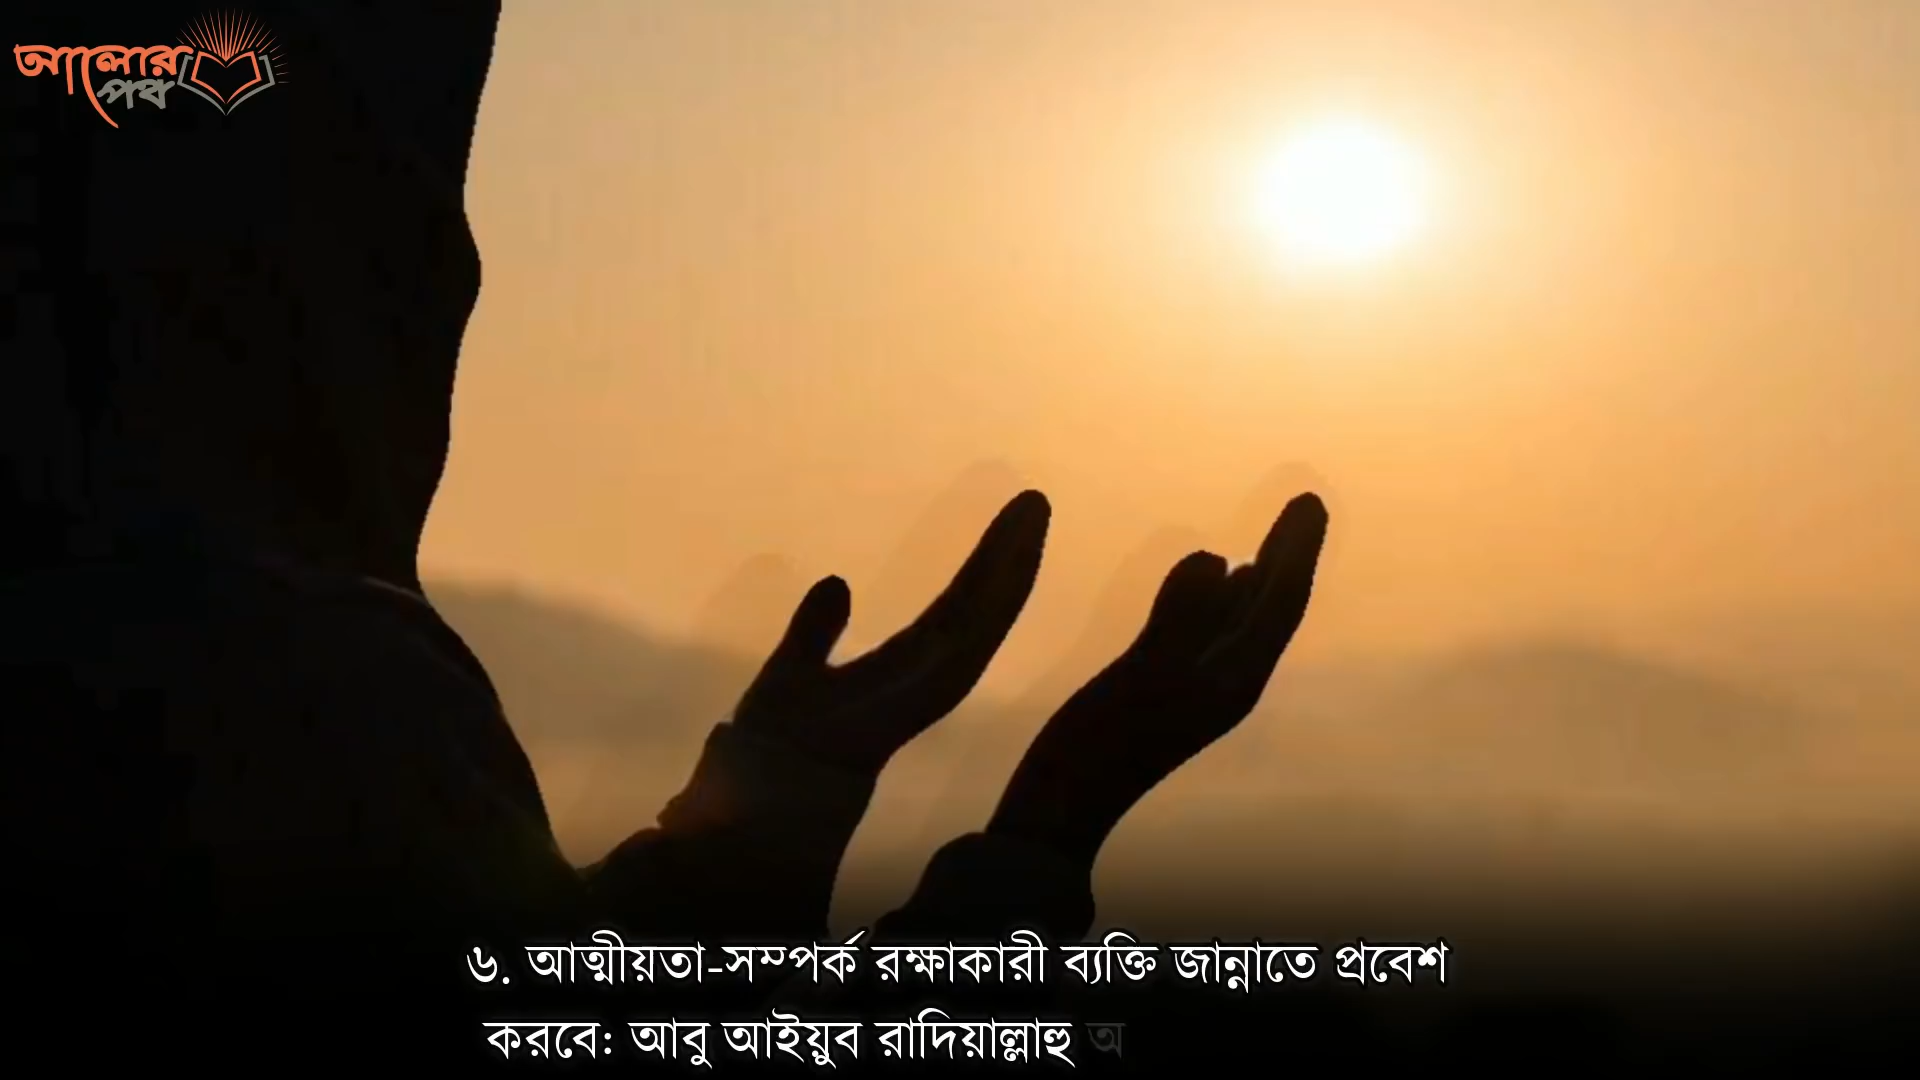 আলোর
পথ
৬. আত্মীয়তা-সম্পর্ক রক্ষাকারী ব্যক্তি জান্নাতে প্রবেশ
করবে: আবু আইয়ুব রাদিয়াল্লাহু অ